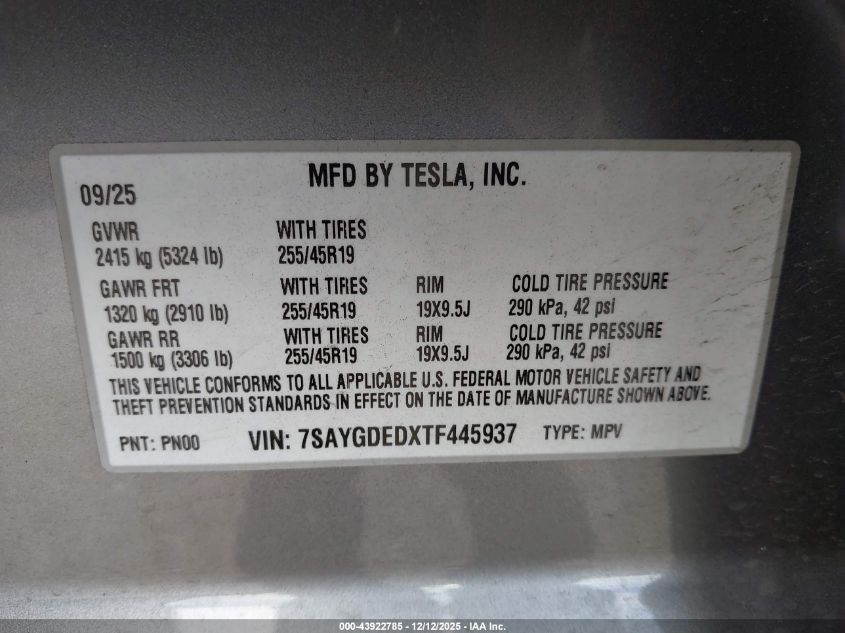 MFD BY TESLA, INC.
09/25
GVWR WITH TIRES
2415 kg (5324 lb) 255/45R19
GAWR FRT WITH TIRES RIM COLD TIRE PRESSURE
1320 kg (2910 lb) 255/45R19 19X9.5J 290 kPa, 42 psi
GAWR RR WITH TIRES RIM COLD TIRE PRESSURE
1500 kg (3306 lb) 255/45R19 19X9.5J 290 kPa, 42 psi
THIS VEHICLE CONFORMS TO ALL APPLICABLE U.S. FEDERAL MOTOR VEHICLE SAFETY AND
THEFT PREVENTION STANDARDS IN EFFECT ON THE DATE OF MANUFACTURE SHOWN ABOVE.
PNT: PN00 VIN: 7SAYGDEDXTF445937 TYPE: MPV
000-43922785 - 12/12/2025 - IAA Inc.